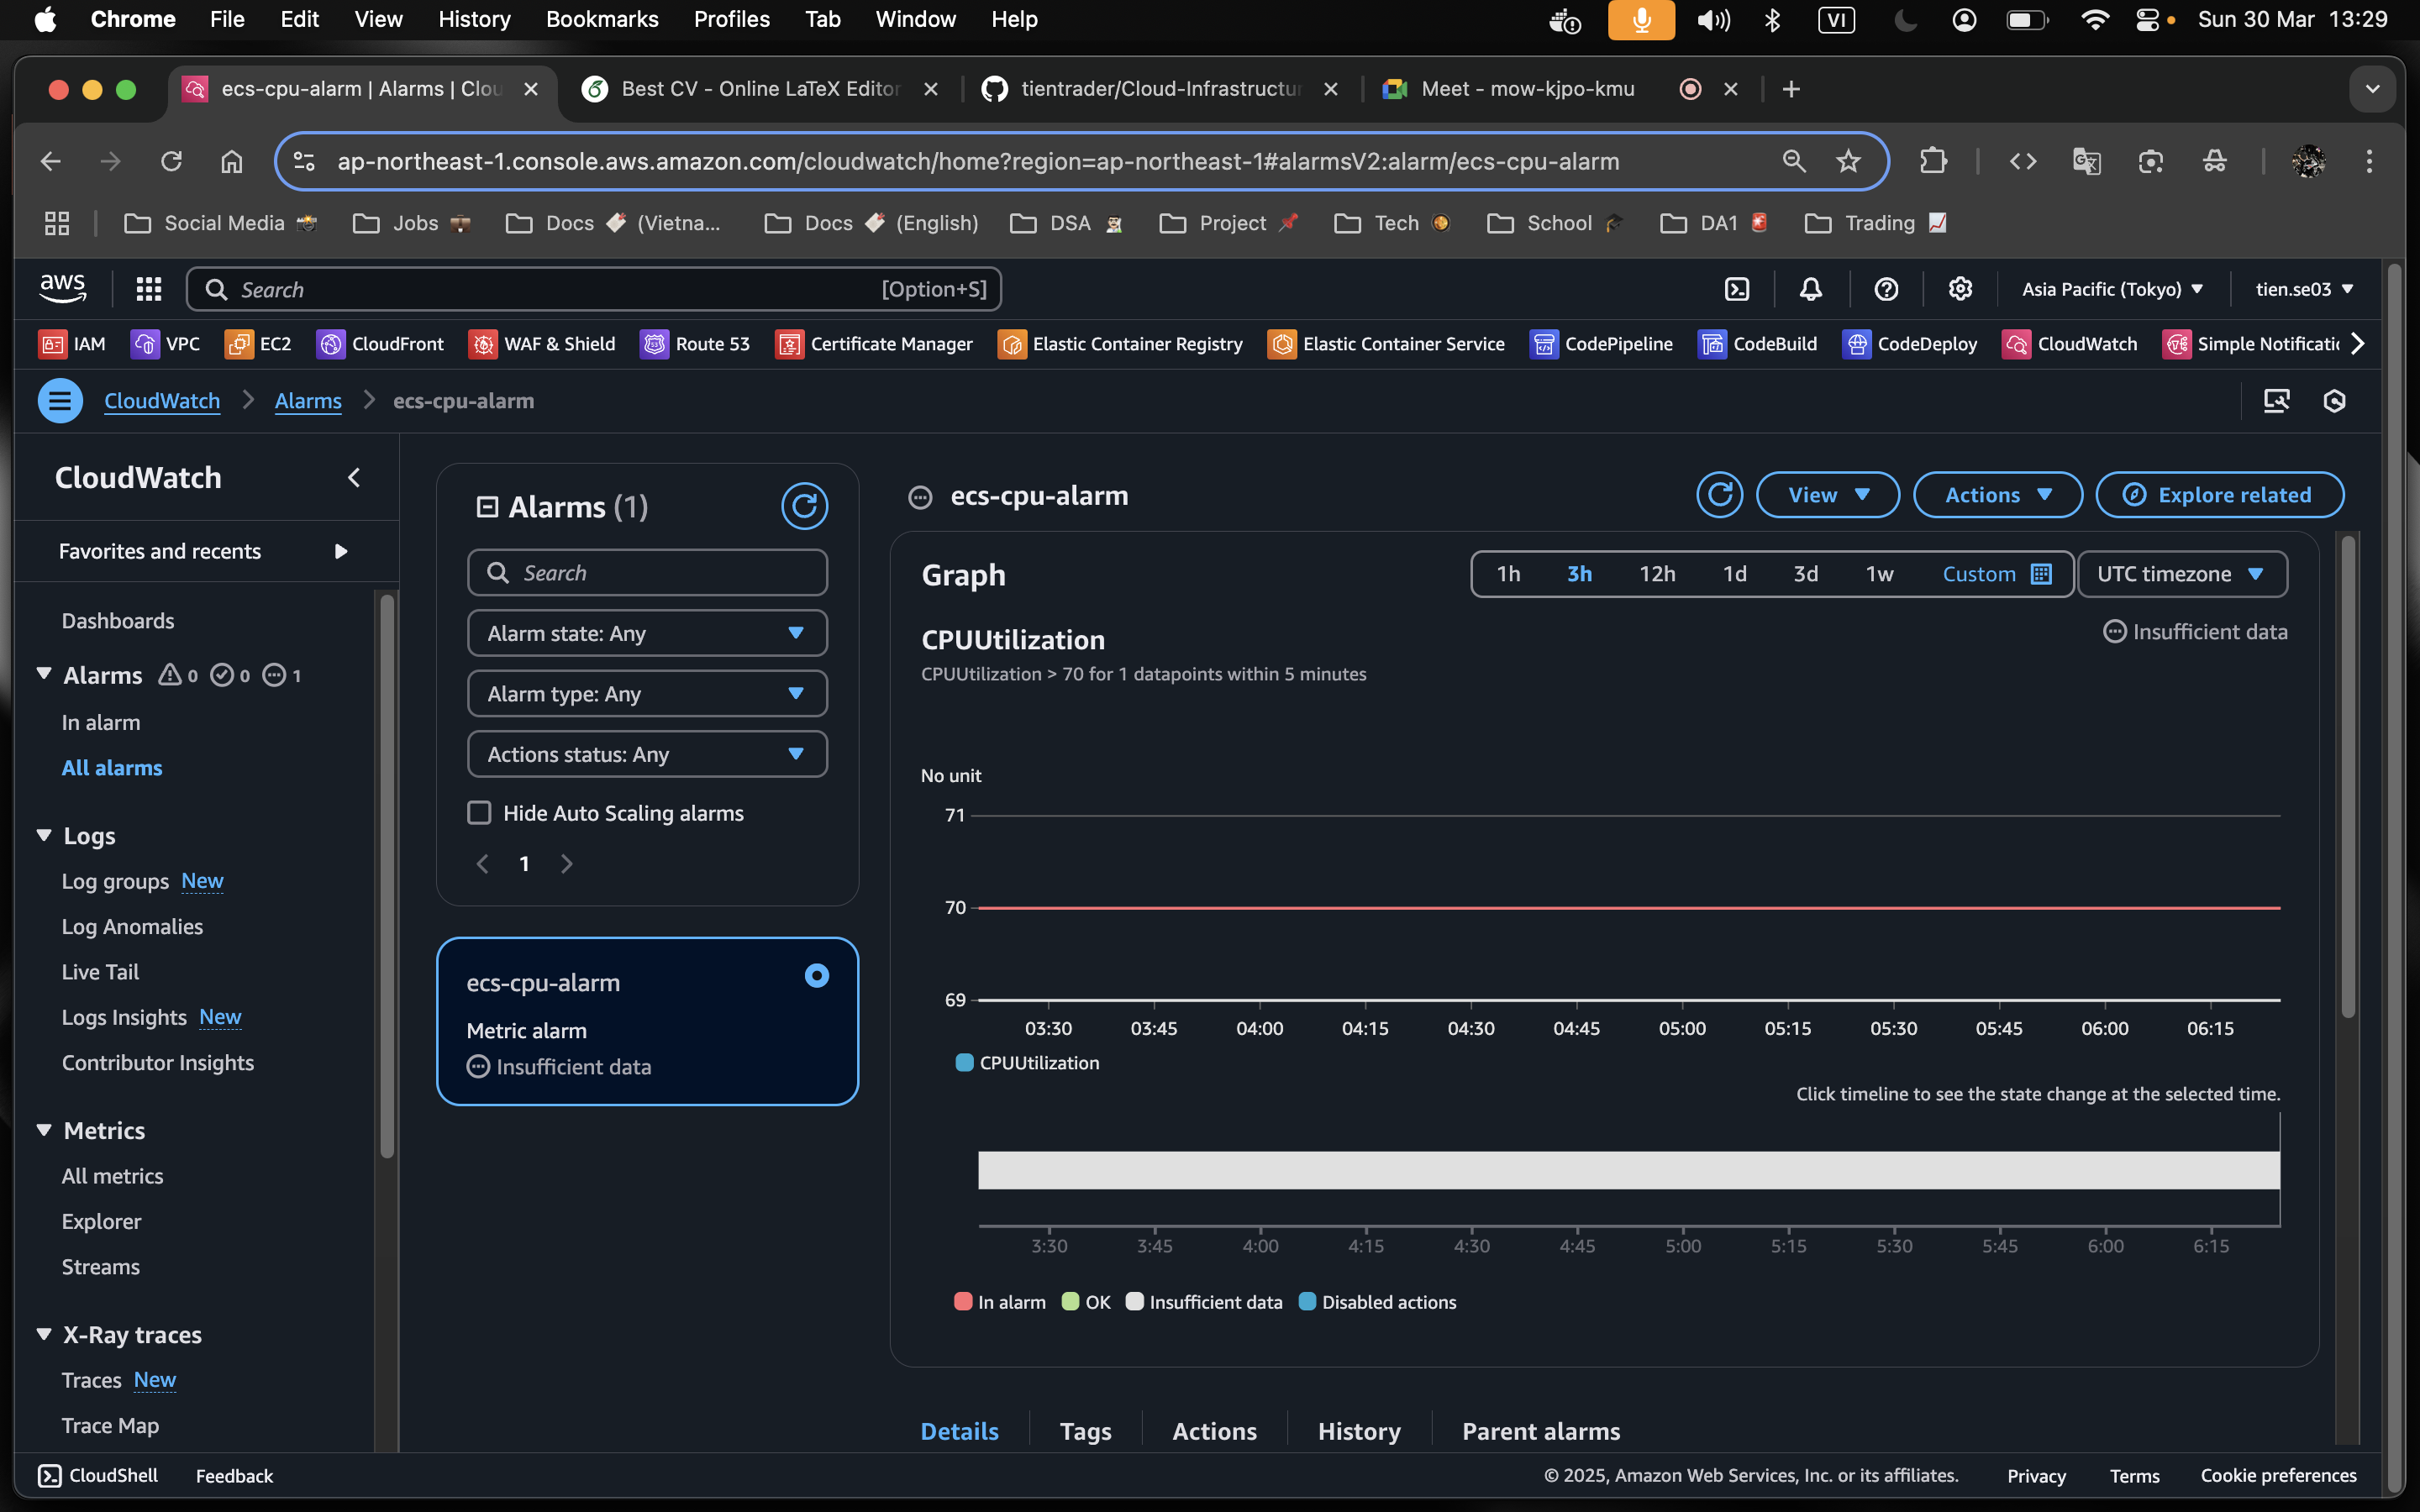 Chrome File Edit View History Bookmarks Profiles Tab Window Help VI Sun 30 Mar 13:29
ecs-cpu-alarm | Alarms | Clou Best CV - Online LaTeX Editor tientrader/Cloud-Infrastructur Meet - mow-kjpo-kmu
ap-northeast-1.console.aws.amazon.com/cloudwatch/home?region=ap-northeast-1#alarmsV2:alarm/ecs-cpu-alarm
Social Media Jobs Docs (Vietna... Docs (English) DSA Project Tech School DA1 Trading
aws Search [Option+S] Asia Pacific (Tokyo) tien.se03
IAM VPC EC2 CloudFront WAF & Shield Route 53 Certificate Manager Elastic Container Registry Elastic Container Service CodePipeline CodeBuild CodeDeploy CloudWatch Simple Notificatio
CloudWatch Alarms ecs-cpu-alarm
CloudWatch
Favorites and recents
Dashboards
Alarms 0 0 1
In alarm
All alarms
Logs
Log groups New
Log Anomalies
Live Tail
Logs Insights New
Contributor Insights
Metrics
All metrics
Explorer
Streams
X-Ray traces
Traces New
Trace Map
Alarms (1)
Search
Alarm state: Any
Alarm type: Any
Actions status: Any
Hide Auto Scaling alarms
1
ecs-cpu-alarm
Metric alarm
Insufficient data
ecs-cpu-alarm View Actions Explore related
Graph 1h 3h 12h 1d 3d 1w Custom UTC timezone
CPUUtilization Insufficient data
CPUUtilization > 70 for 1 datapoints within 5 minutes
No unit
71
70
69
03:30 03:45 04:00 04:15 04:30 04:45 05:00 05:15 05:30 05:45 06:00 06:15
CPUUtilization
Click timeline to see the state change at the selected time.
3:30 3:45 4:00 4:15 4:30 4:45 5:00 5:15 5:30 5:45 6:00 6:15
In alarm OK Insufficient data Disabled actions
Details Tags Actions History Parent alarms
CloudShell Feedback © 2025, Amazon Web Services, Inc. or its affiliates. Privacy Terms Cookie preferences